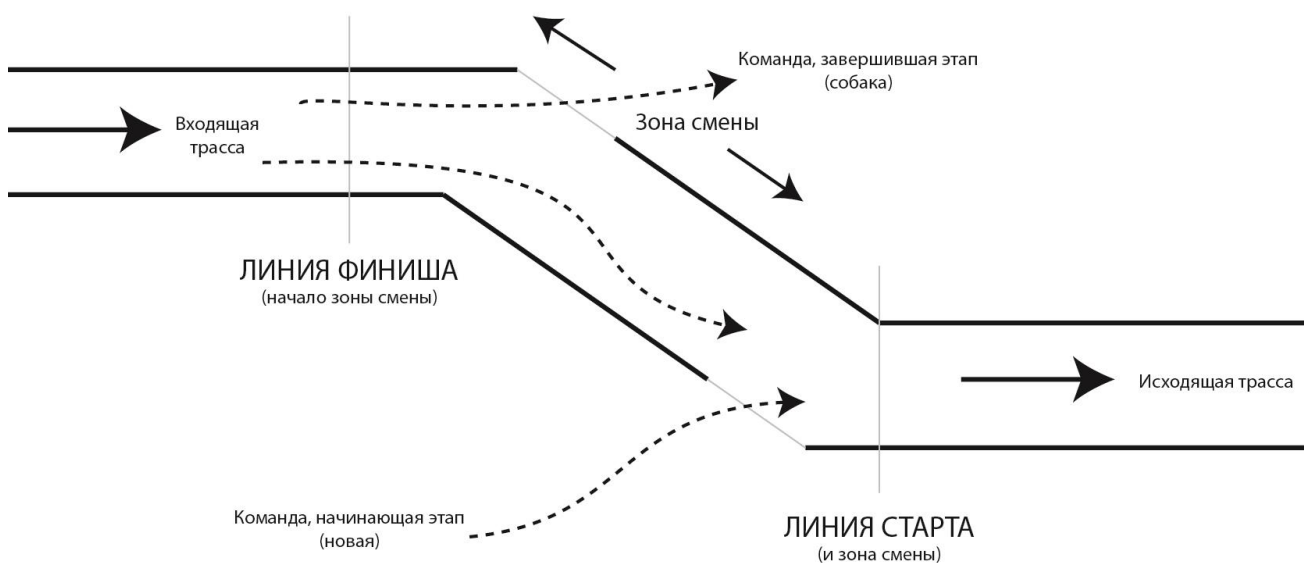 Команда, завершившая этап
(собака)
Зона смены
Входящая
трасса
ЛИНИЯ ФИНИША
(начало зоны смены)
Исходящая трасса
Команда, начинающая этап
(новая)
ЛИНИЯ СТАРТА
(и зона смены)